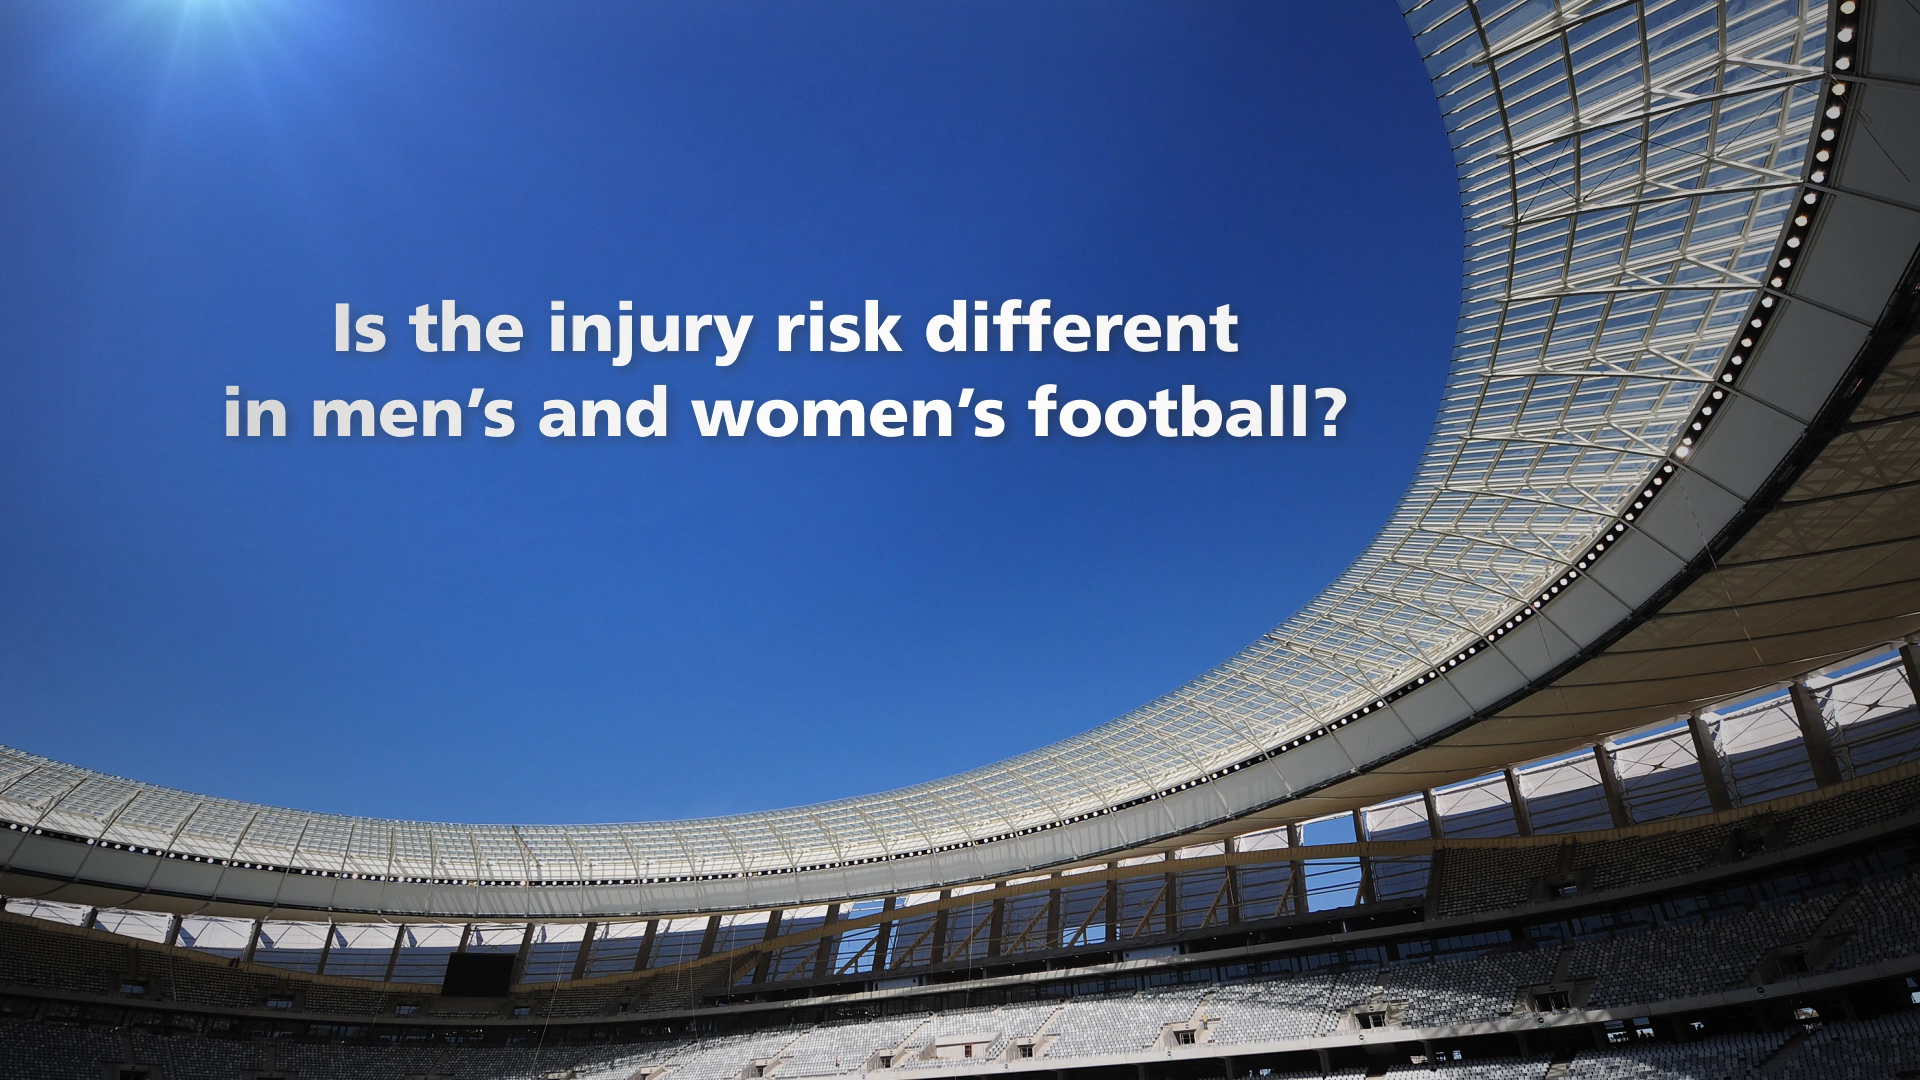 Is the injury risk different
in men’s and women’s football?